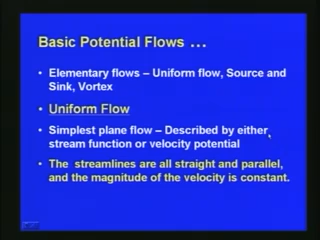 Basic Potential Flows ...
• Elementary flows – Uniform flow, Source and
Sink, Vortex
• Uniform Flow
• Simplest plane flow – Described by either
stream function or velocity potential
• The streamlines are all straight and parallel,
and the magnitude of the velocity is constant.